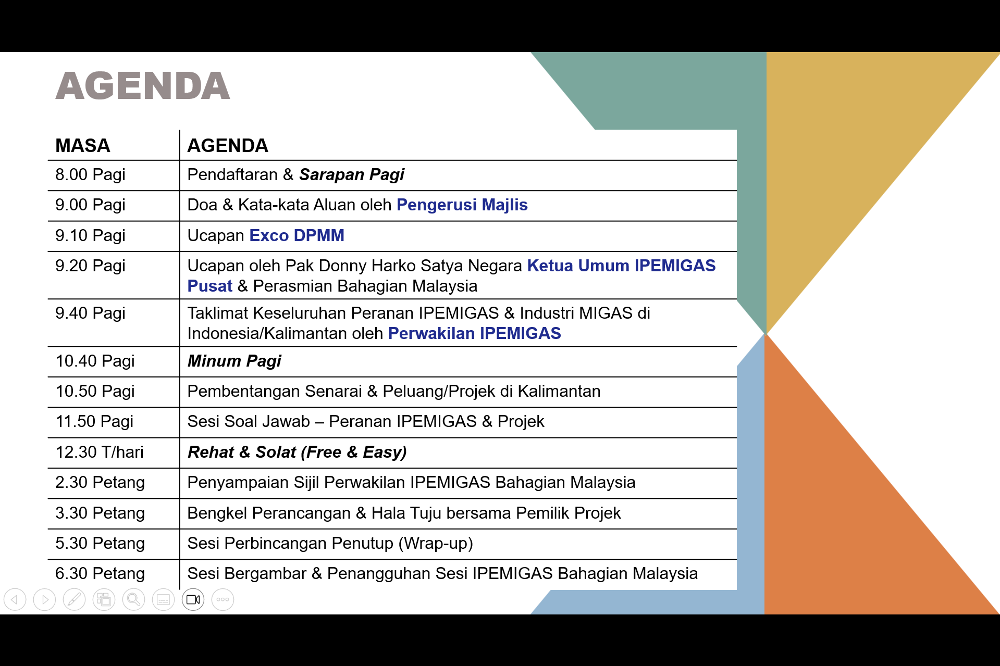 AGENDA
MASA AGENDA
8.00 Pagi Pendaftaran & Sarapan Pagi
9.00 Pagi Doa & Kata-kata Aluan oleh Pengerusi Majlis
9.10 Pagi Ucapan Exco DPMM
9.20 Pagi Ucapan oleh Pak Donny Harko Satya Negara Ketua Umum IPEMIGAS
Pusat & Perasmian Bahagian Malaysia
9.40 Pagi Taklimat Keseluruhan Peranan IPEMIGAS & Industri MIGAS di
Indonesia/Kalimantan oleh Perwakilan IPEMIGAS
10.40 Pagi Minum Pagi
10.50 Pagi Pembentangan Senarai & Peluang/Projek di Kalimantan
11.50 Pagi Sesi Soal Jawab – Peranan IPEMIGAS & Projek
12.30 T/hari Rehat & Solat (Free & Easy)
2.30 Petang Penyampaian Sijil Perwakilan IPEMIGAS Bahagian Malaysia
3.30 Petang Bengkel Perancangan & Hala Tuju bersama Pemilik Projek
5.30 Petang Sesi Perbincangan Penutup (Wrap-up)
6.30 Petang Sesi Bergambar & Penangguhan Sesi IPEMIGAS Bahagian Malaysia